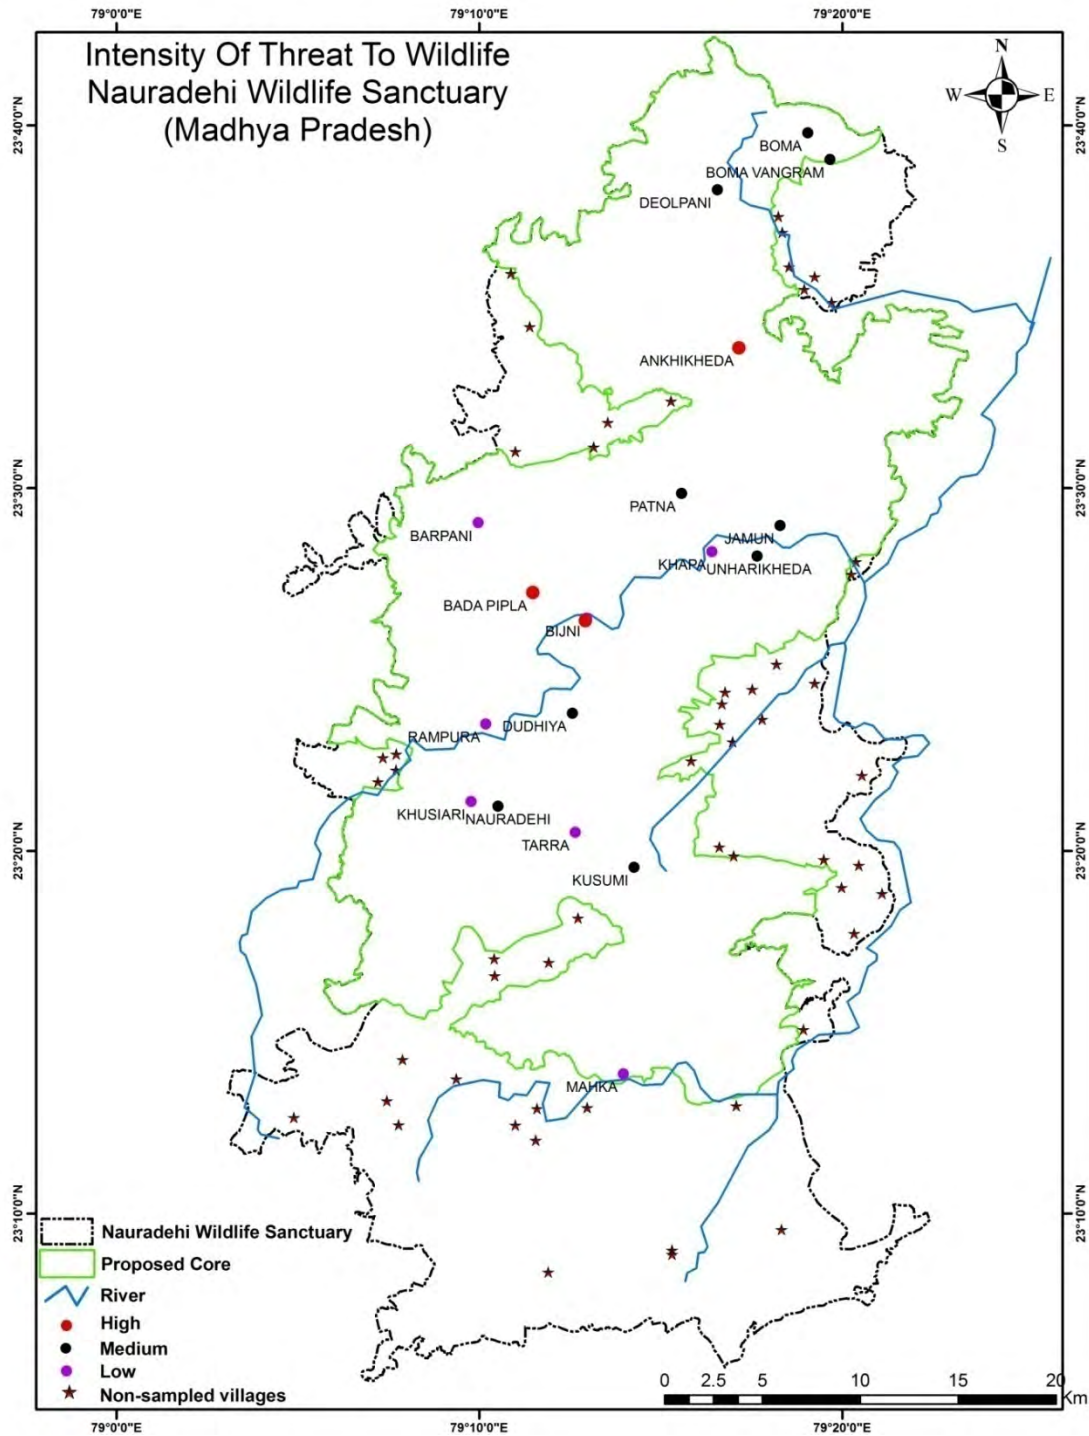 79°0'0"E
79°10'0"E
79°20'0"E
Intensity Of Threat To Wildlife
Nauradehi Wildlife Sanctuary
(Madhya Pradesh)
N
W
E
S
23°40'0"N
23°40'0"N
BOMA
BOMA VANGRAM
DEOLPANI
ANKHIKHEDA
23°30'0"N
23°30'0"N
PATNA
BARPANI
JAMUN
KHAPA
UNHARIKHEDA
BADA PIPLA
BIJNI
DUDHIYA
RAMPURA
KHUSIARI
NAURADEHI
TARRA
23°20'0"N
23°20'0"N
KUSUMI
MAHKA
23°10'0"N
23°10'0"N
Nauradehi Wildlife Sanctuary
Proposed Core
River
High
Medium
Low
Non-sampled villages
0 2.5 5 10 15 20
Km
79°0'0"E
79°10'0"E
79°20'0"E